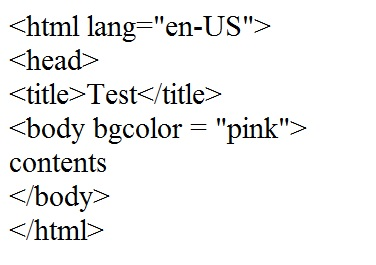 <html lang="en-US">
<head>
<title>Test</title>
<body bgcolor = "pink">
contents
</body>
</html>